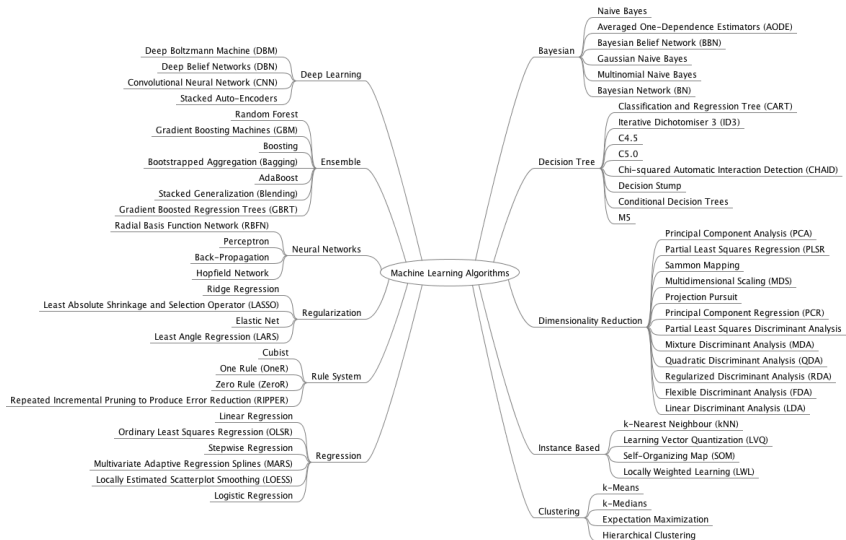 Machine Learning Algorithms
Deep Learning
Deep Boltzmann Machine (DBM)
Deep Belief Networks (DBN)
Convolutional Neural Network (CNN)
Stacked Auto-Encoders
Ensemble
Random Forest
Gradient Boosting Machines (GBM)
Boosting
Bootstrapped Aggregation (Bagging)
AdaBoost
Stacked Generalization (Blending)
Gradient Boosted Regression Trees (GBRT)
Neural Networks
Radial Basis Function Network (RBFN)
Perceptron
Back-Propagation
Hopfield Network
Regularization
Ridge Regression
Least Absolute Shrinkage and Selection Operator (LASSO)
Elastic Net
Least Angle Regression (LARS)
Rule System
Cubist
One Rule (OneR)
Zero Rule (ZeroR)
Repeated Incremental Pruning to Produce Error Reduction (RIPPER)
Regression
Linear Regression
Ordinary Least Squares Regression (OLSR)
Stepwise Regression
Multivariate Adaptive Regression Splines (MARS)
Locally Estimated Scatterplot Smoothing (LOESS)
Logistic Regression
Bayesian
Naive Bayes
Averaged One-Dependence Estimators (AODE)
Bayesian Belief Network (BBN)
Gaussian Naive Bayes
Multinomial Naive Bayes
Bayesian Network (BN)
Decision Tree
Classification and Regression Tree (CART)
Iterative Dichotomiser 3 (ID3)
C4.5
C5.0
Chi-squared Automatic Interaction Detection (CHAID)
Decision Stump
Conditional Decision Trees
M5
Dimensionality Reduction
Principal Component Analysis (PCA)
Partial Least Squares Regression (PLSR
Sammon Mapping
Multidimensional Scaling (MDS)
Projection Pursuit
Principal Component Regression (PCR)
Partial Least Squares Discriminant Analysis
Mixture Discriminant Analysis (MDA)
Quadratic Discriminant Analysis (QDA)
Regularized Discriminant Analysis (RDA)
Flexible Discriminant Analysis (FDA)
Linear Discriminant Analysis (LDA)
Instance Based
k-Nearest Neighbour (kNN)
Learning Vector Quantization (LVQ)
Self-Organizing Map (SOM)
Locally Weighted Learning (LWL)
Clustering
k-Means
k-Medians
Expectation Maximization
Hierarchical Clustering